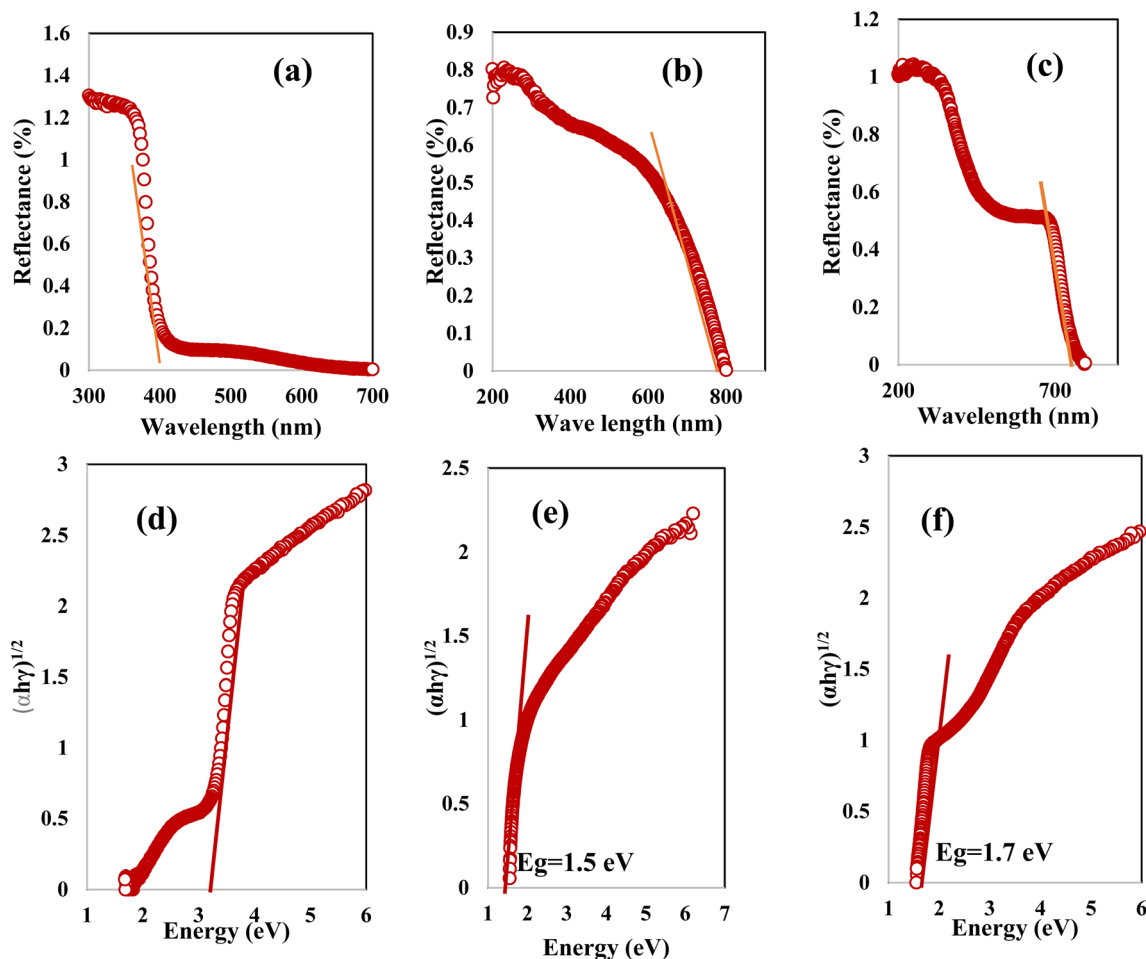 (a)
Reflectance (%)
1.6
1.4
1.2
1
0.8
0.6
0.4
0.2
0
300 400 500 600 700
Wavelength (nm)
(b)
Reflectance (%)
0.9
0.8
0.7
0.6
0.5
0.4
0.3
0.2
0.1
0
200 400 600 800
Wave length (nm)
(c)
Reflectance (%)
1.2
1
0.8
0.6
0.4
0.2
0
200 700
Wavelength (nm)
(d)
(αhγ)1/2
3
2.5
2
1.5
1
0.5
0
1 2 3 4 5 6
Energy (eV)
(e)
(αhγ)1/2
2.5
2
1.5
1
0.5
0
Eg=1.5 eV
1 2 3 4 5 6 7
Energy (eV)
(f)
(αhγ)1/2
3
2.5
2
1.5
1
0.5
0
Eg=1.7 eV
1 2 3 4 5 6
Energy (eV)